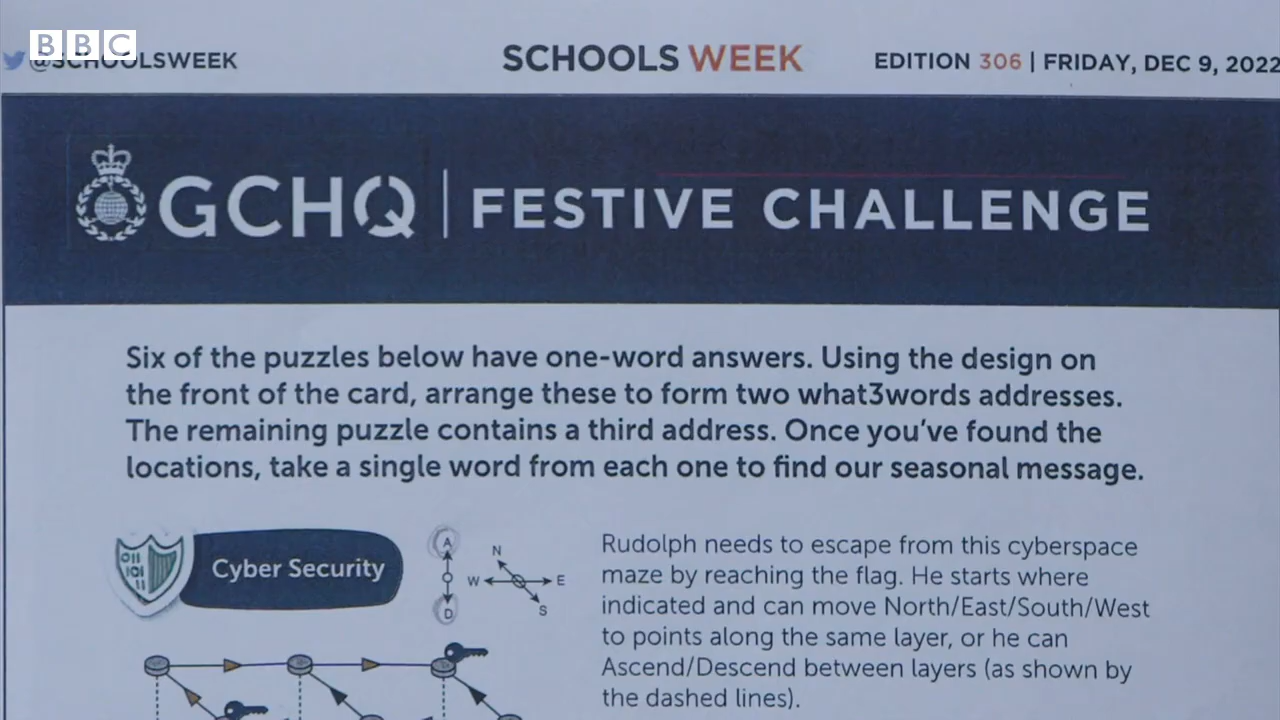 BBC
@SCHOOLSWEEK
SCHOOLS WEEK
EDITION 306 | FRIDAY, DEC 9, 2022
GCHQ | FESTIVE CHALLENGE
Six of the puzzles below have one-word answers. Using the design on
the front of the card, arrange these to form two what3words addresses.
The remaining puzzle contains a third address. Once you've found the
locations, take a single word from each one to find our seasonal message.
011
101
11
Cyber Security
A
D
N
W
E
S
Rudolph needs to escape from this cyberspace
maze by reaching the flag. He starts where
indicated and can move North/East/South/West
to points along the same layer, or he can
Ascend/Descend between layers (as shown by
the dashed lines).